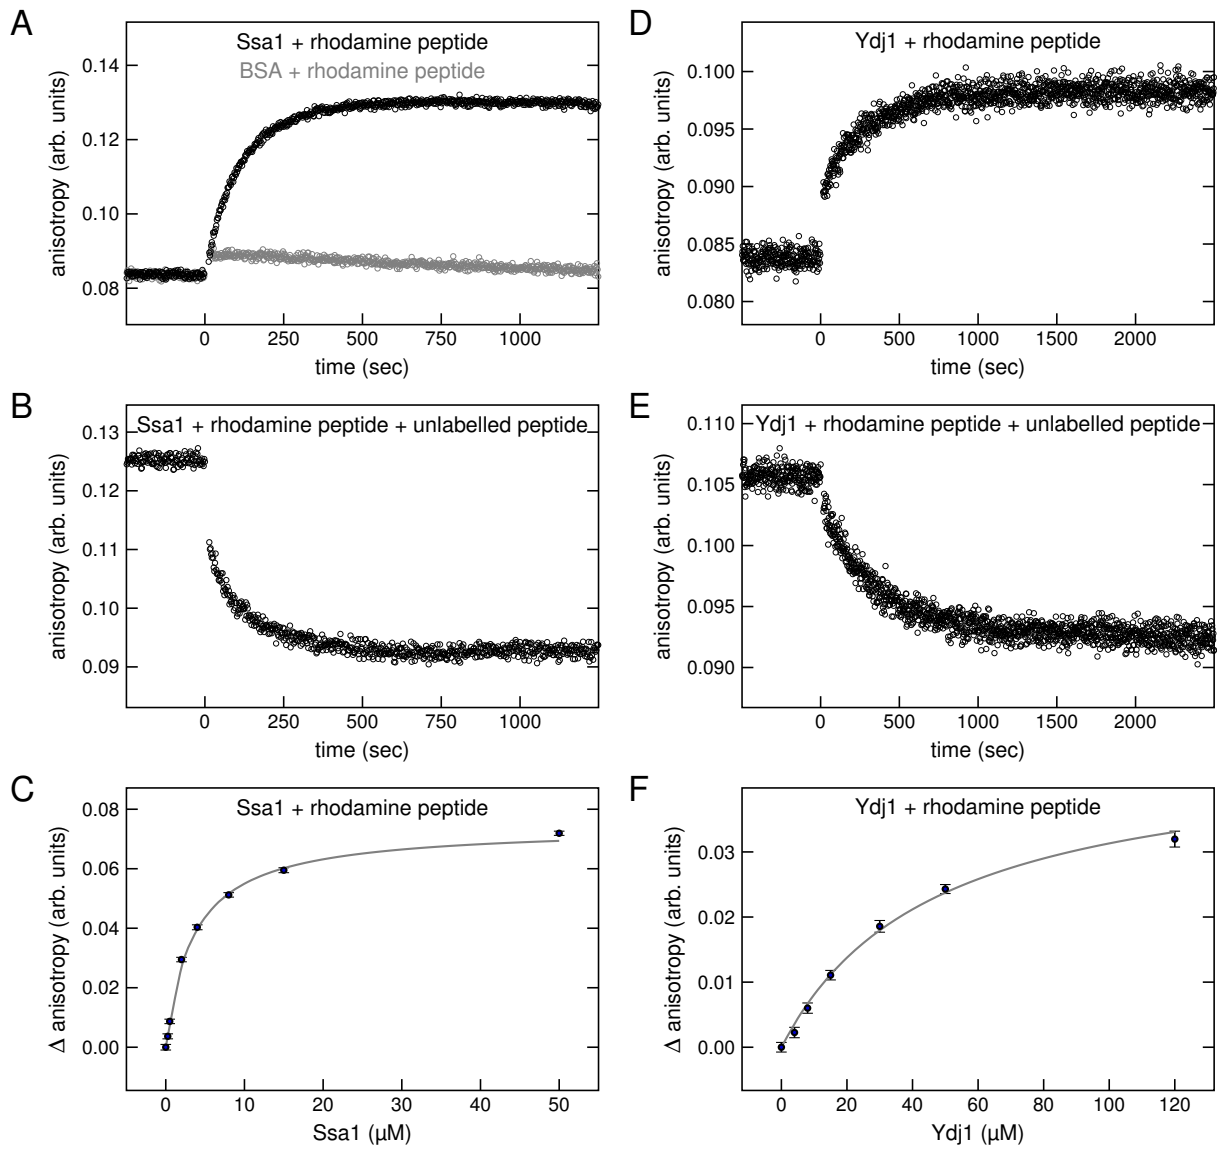 A
Ssa1 + rhodamine peptide
BSA + rhodamine peptide
0.14
0.12
0.10
0.08
anisotropy (arb. units)
0 250 500 750 1000
time (sec)
D
Ydj1 + rhodamine peptide
0.100
0.095
0.090
0.085
0.080
anisotropy (arb. units)
0 500 1000 1500 2000
time (sec)
B
Ssa1 + rhodamine peptide + unlabelled peptide
0.13
0.12
0.11
0.10
0.09
anisotropy (arb. units)
0 250 500 750 1000
time (sec)
E
Ydj1 + rhodamine peptide + unlabelled peptide
0.110
0.105
0.100
0.095
0.090
anisotropy (arb. units)
0 500 1000 1500 2000
time (sec)
C
Ssa1 + rhodamine peptide
0.08
0.06
0.04
0.02
0.00
Δ anisotropy (arb. units)
0 10 20 30 40 50
Ssa1 (μM)
F
Ydj1 + rhodamine peptide
0.03
0.02
0.01
0.00
Δ anisotropy (arb. units)
0 20 40 60 80 100 120
Ydj1 (μM)